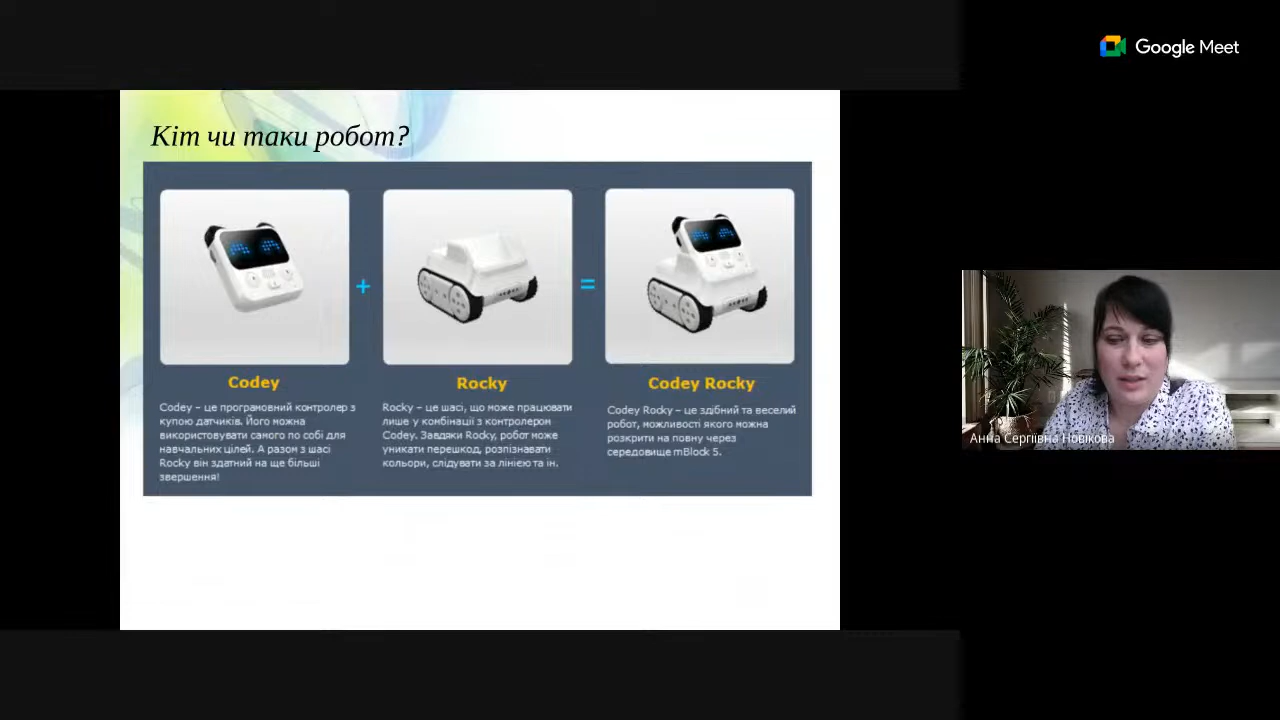 Google Meet
Кіт чи таки робот?
+
=
Codey
Codey – це програмовний контролер з
купою датчиків. Його можна
використовувати самого по собі для
навчальних цілей. А разом з шасі
Rocky він здатний на ще більші
звершення!
Rocky
Rocky – це шасі, що може працювати
лише у комбінації з контролером
Codey. Завдяки Rocky, робот може
уникати перешкод, розпізнавати
кольори, слідувати за лінією та ін.
Codey Rocky
Codey Rocky – це здібний та веселий
робот, можливості якого можна
розкрити на повну через
середовище mBlock 5.
Анна Сергіївна Новікова